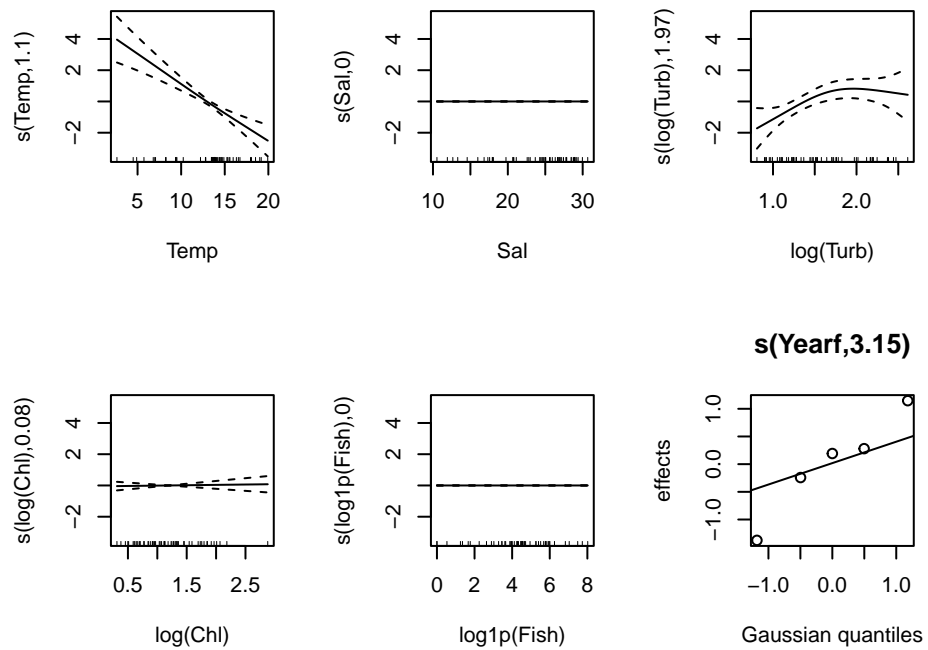 s(Temp,1.1)
4
2
−2
5
10
15
20
Temp
s(Sal,0)
4
2
−2
10
20
30
Sal
s(log(Turb),1.97)
4
2
−2
1.0
2.0
log(Turb)
s(log(Chl),0.08)
4
2
−2
0.5
1.5
2.5
log(Chl)
s(log1p(Fish),0)
4
2
−2
0
2
4
6
8
log1p(Fish)
s(Yearf,3.15)
effects
1.0
0.0
−1.0
−1.0
0.0
1.0
Gaussian quantiles